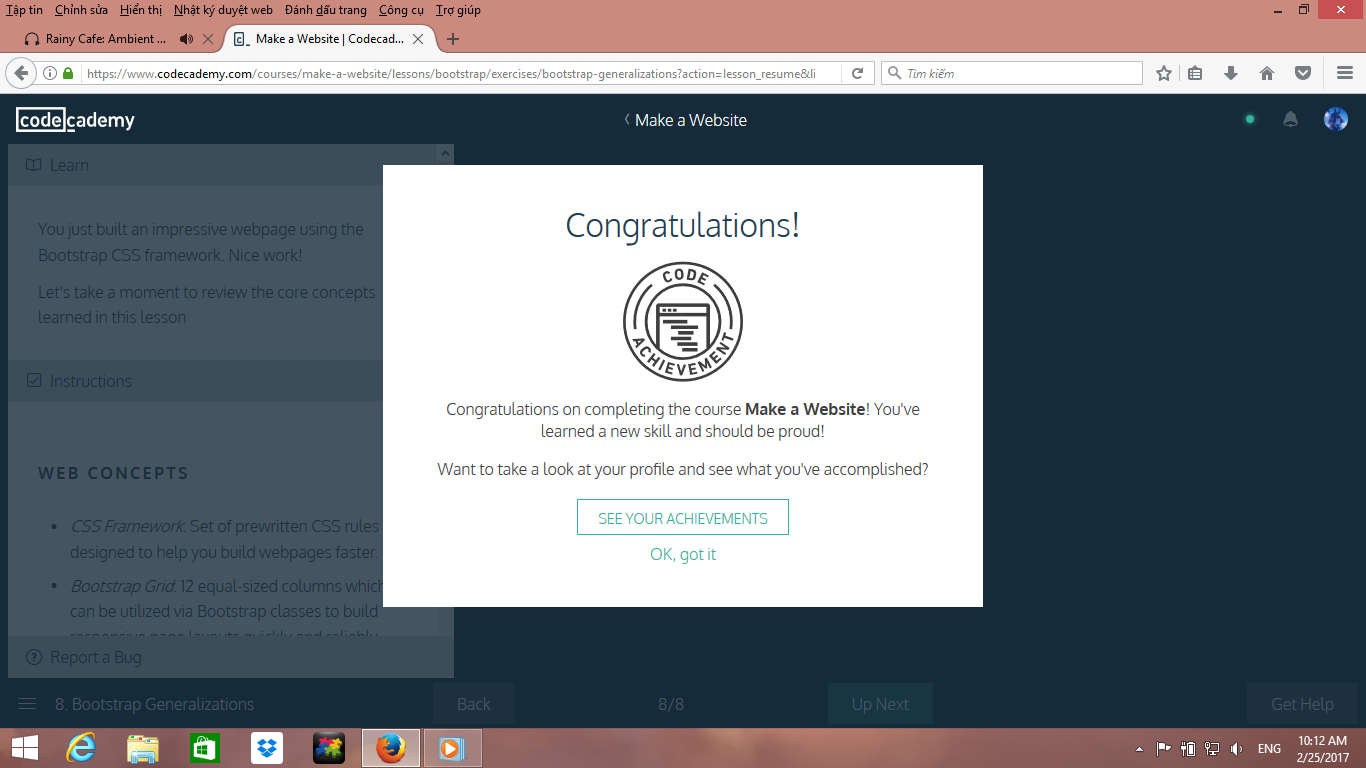 Tập tin Chỉnh sửa Hiển thị Nhật ký duyệt web Đánh dấu trang Công cụ Trợ giúp
Rainy Cafe: Ambient ... Make a Website | Codecad...
https://www.codecademy.com/courses/make-a-website/lessons/bootstrap/exercises/bootstrap-generalizations?action=lesson_resume&li Tìm kiếm
codecademy Make a Website
Learn
You just built an impressive webpage using the
Bootstrap CSS framework. Nice work!
Let's take a moment to review the core concepts
learned in this lesson
Instructions
WEB CONCEPTS
• CSS Framework: Set of prewritten CSS rules
designed to help you build webpages faster.
• Bootstrap Grid: 12 equal-sized columns which
can be utilized via Bootstrap classes to build
responsive page layouts quickly and reliably
Report a Bug
Congratulations!
CODE
ACHIEVEMENT
Congratulations on completing the course Make a Website! You've
learned a new skill and should be proud!
Want to take a look at your profile and see what you've accomplished?
SEE YOUR ACHIEVEMENTS
OK, got it
8. Bootstrap Generalizations Back 8/8 Up Next Get Help
ENG 10:12 AM
2/25/2017